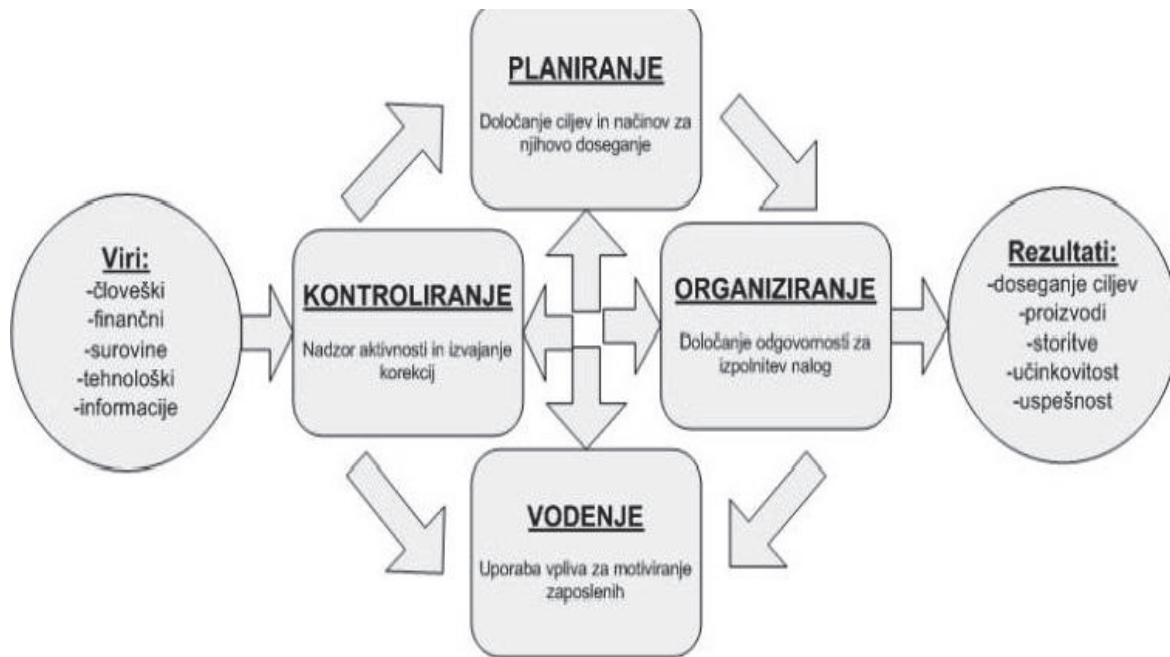 PLANIRANJE
Določanje ciljev in načinov za
njihovo doseganje
Viri:
-človeški
-finančni
-surovine
-tehnološki
-informacije
KONTROLIRANJE
Nadzor aktivnosti in izvajanje
korekcij
ORGANIZIRANJE
Določanje odgovornosti za
izpolnitev nalog
Rezultati:
-doseganje ciljev
-proizvodi
-storitve
-učinkovitost
-uspešnost
VODENJE
Uporaba vpliva za motiviranje
zaposlenih